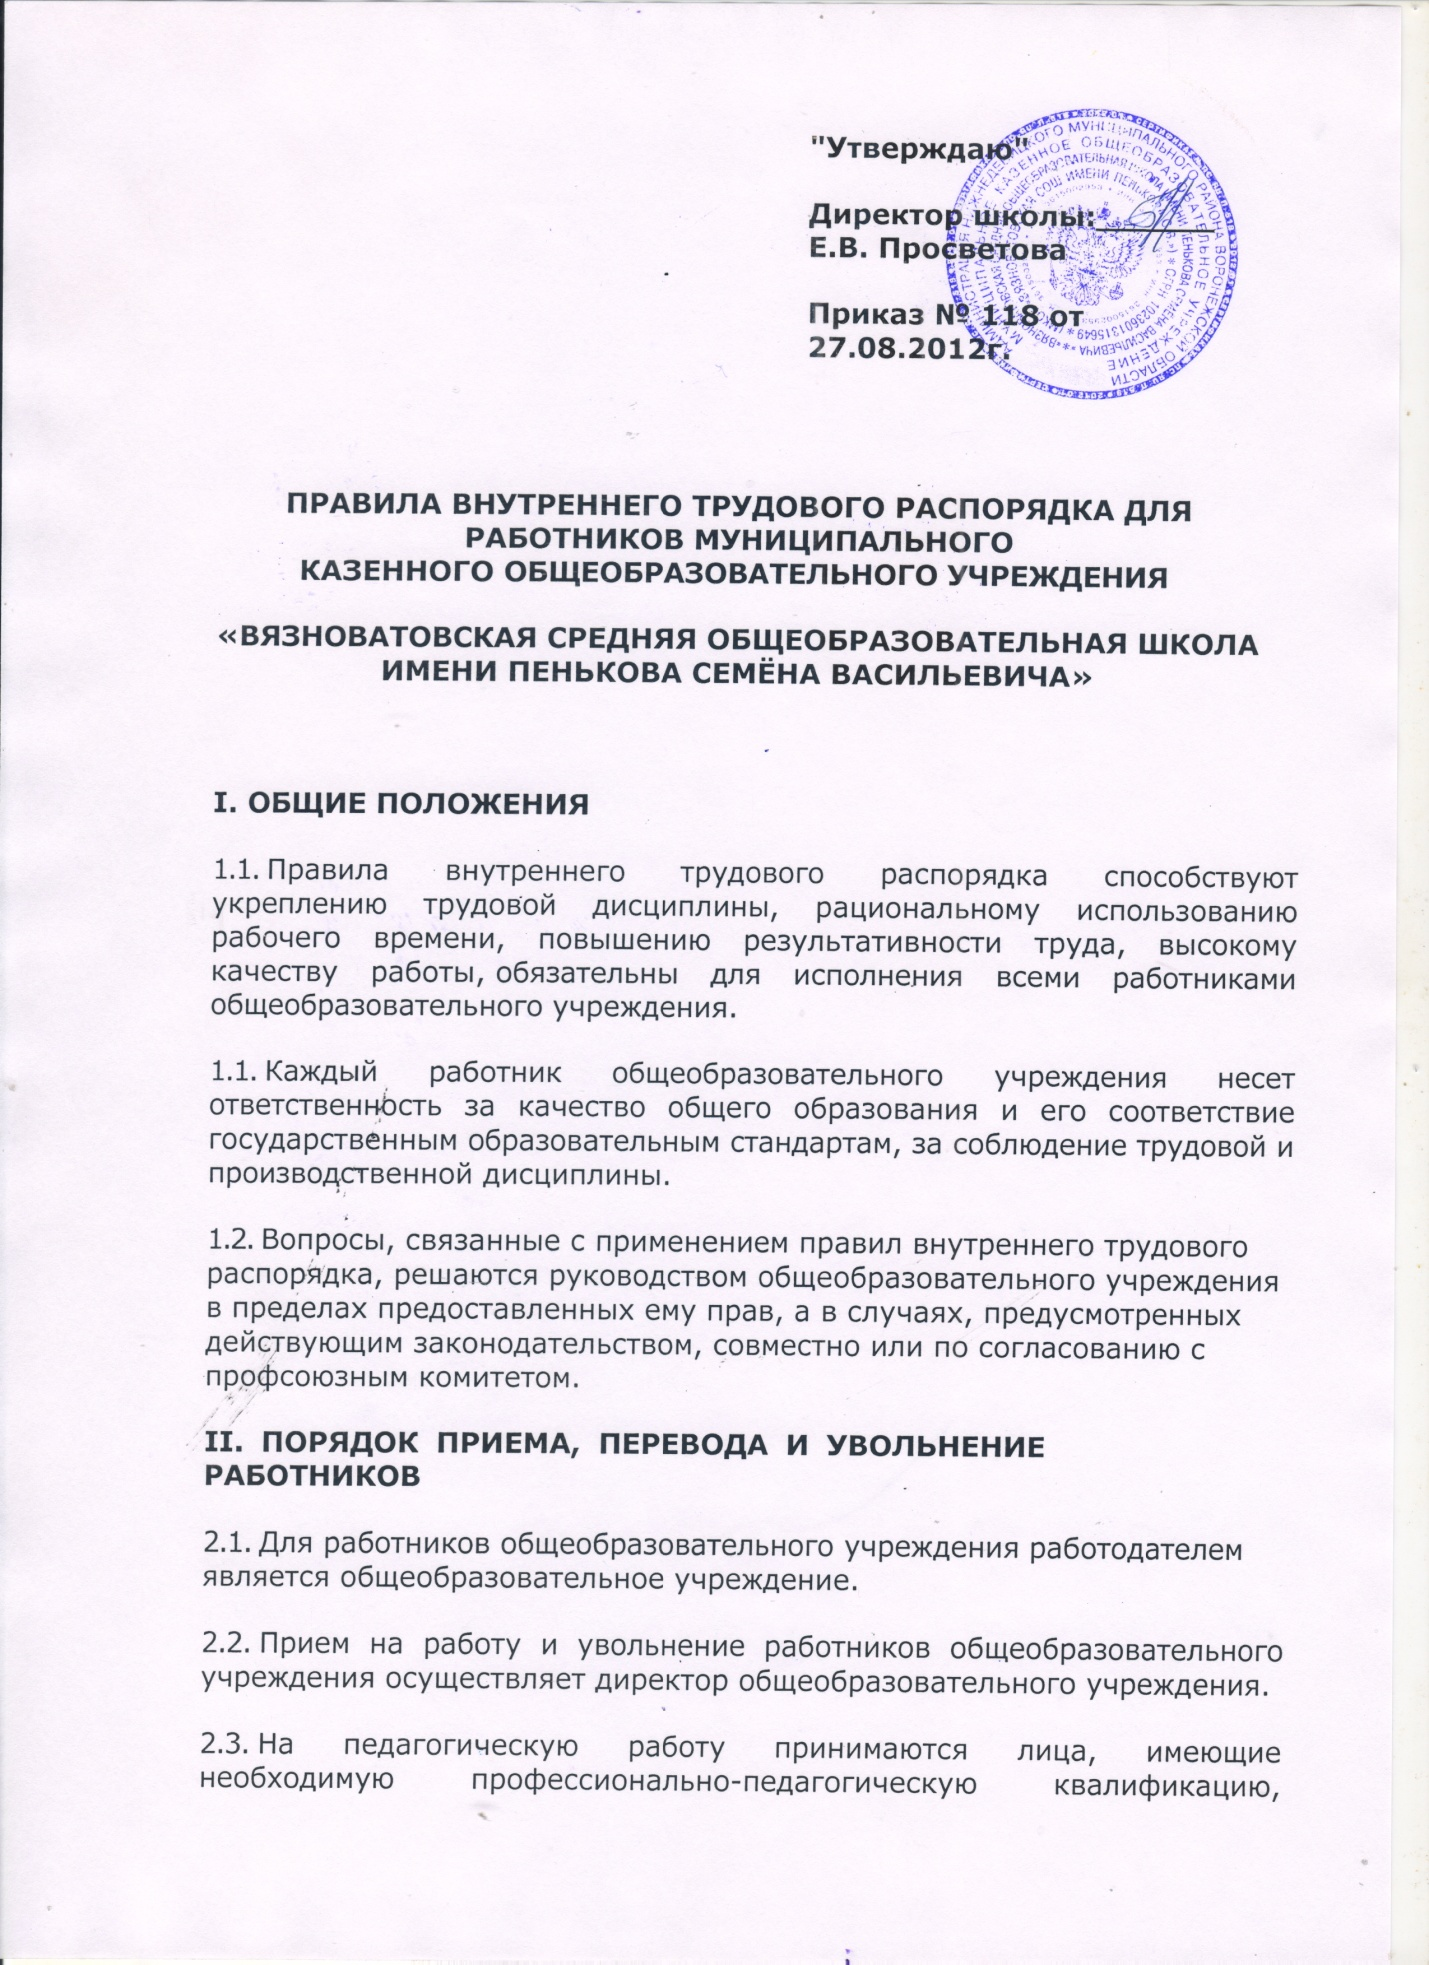 "Утверждаю"
Директор школы:________
Е.В. Просветова
Приказ № 118 от
27.08.2012г.
ПРАВИЛА ВНУТРЕННЕГО ТРУДОВОГО РАСПОРЯДКА ДЛЯ
РАБОТНИКОВ МУНИЦИПАЛЬНОГО
КАЗЕННОГО ОБЩЕОБРАЗОВАТЕЛЬНОГО УЧРЕЖДЕНИЯ
«ВЯЗНОВАТОВСКАЯ СРЕДНЯЯ ОБЩЕОБРАЗОВАТЕЛЬНАЯ ШКОЛА
ИМЕНИ ПЕНЬКОВА СЕМЁНА ВАСИЛЬЕВИЧА»
I. ОБЩИЕ ПОЛОЖЕНИЯ
1.1. Правила внутреннего трудового распорядка способствуют
укреплению трудовой дисциплины, рациональному использованию
рабочего времени, повышению результативности труда, высокому
качеству работы, обязательны для исполнения всеми работниками
общеобразовательного учреждения.
1.1. Каждый работник общеобразовательного учреждения несет
ответственность за качество общего образования и его соответствие
государственным образовательным стандартам, за соблюдение трудовой и
производственной дисциплины.
1.2. Вопросы, связанные с применением правил внутреннего трудового
распорядка, решаются руководством общеобразовательного учреждения
в пределах предоставленных ему прав, а в случаях, предусмотренных
действующим законодательством, совместно или по согласованию с
профсоюзным комитетом.
II. ПОРЯДОК ПРИЕМА, ПЕРЕВОДА И УВОЛЬНЕНИЕ
РАБОТНИКОВ
2.1. Для работников общеобразовательного учреждения работодателем
является общеобразовательное учреждение.
2.2. Прием на работу и увольнение работников общеобразовательного
учреждения осуществляет директор общеобразовательного учреждения.
2.3. На педагогическую работу принимаются лица, имеющие
необходимую профессионально-педагогическую квалификацию,